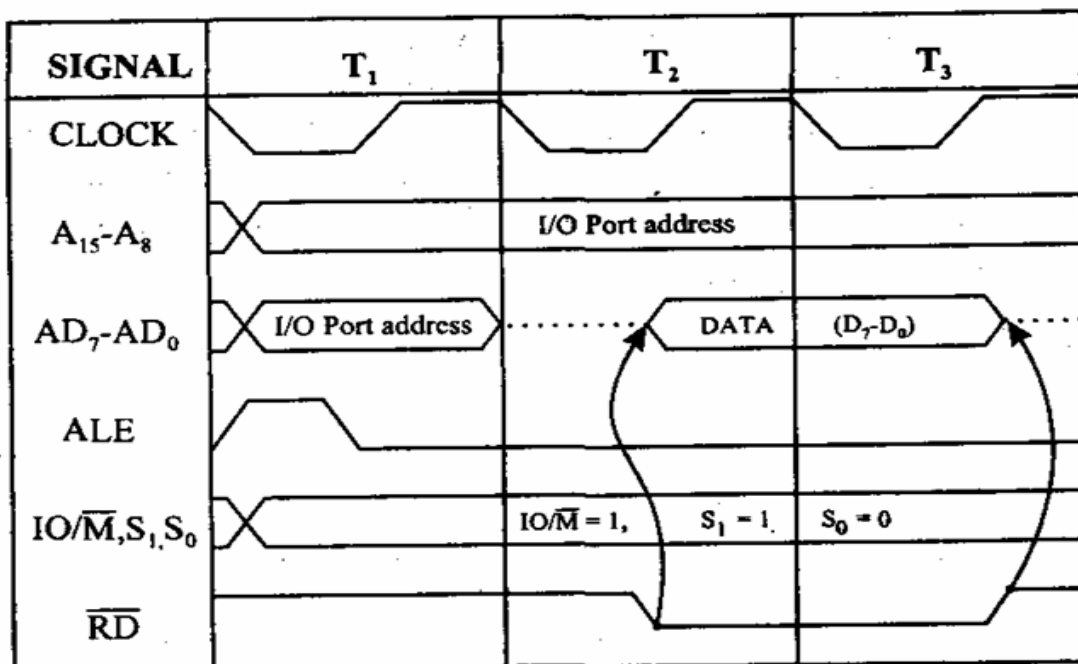 SIGNAL T₁ T₂ T₃
CLOCK
A₁₅-A₈ I/O Port address
AD₇-AD₀ I/O Port address DATA (D₇-D₀)
ALE
IO/M̅,S₁,S₀ IO/M̅ = 1, S₁ = 1 S₀ = 0
R̅D̅